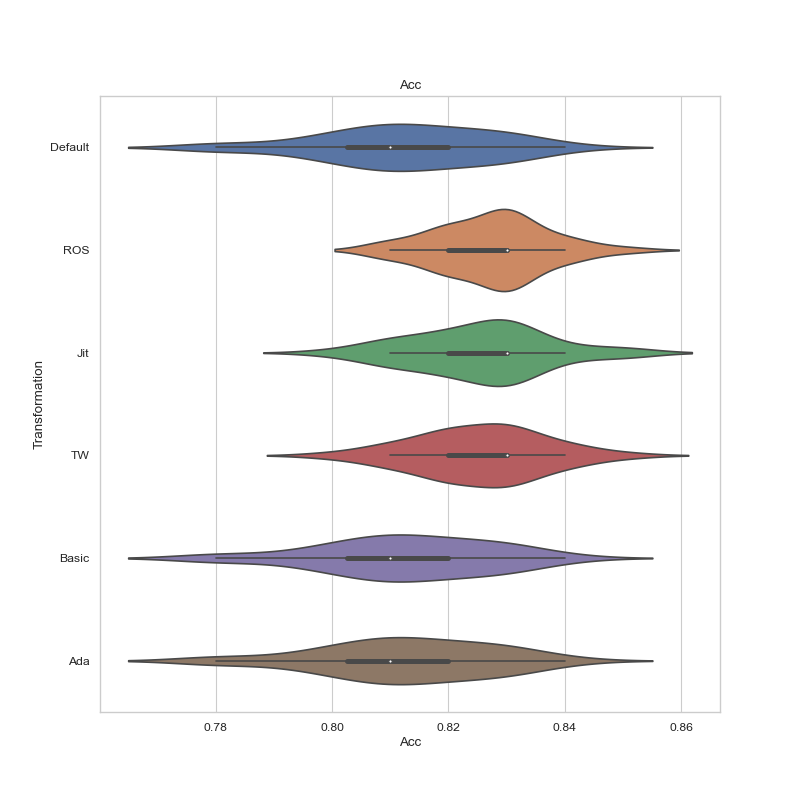 Acc
Default
ROS
Jit
TW
Basic
Ada
Transformation
0.78 0.80 0.82 0.84 0.86
Acc